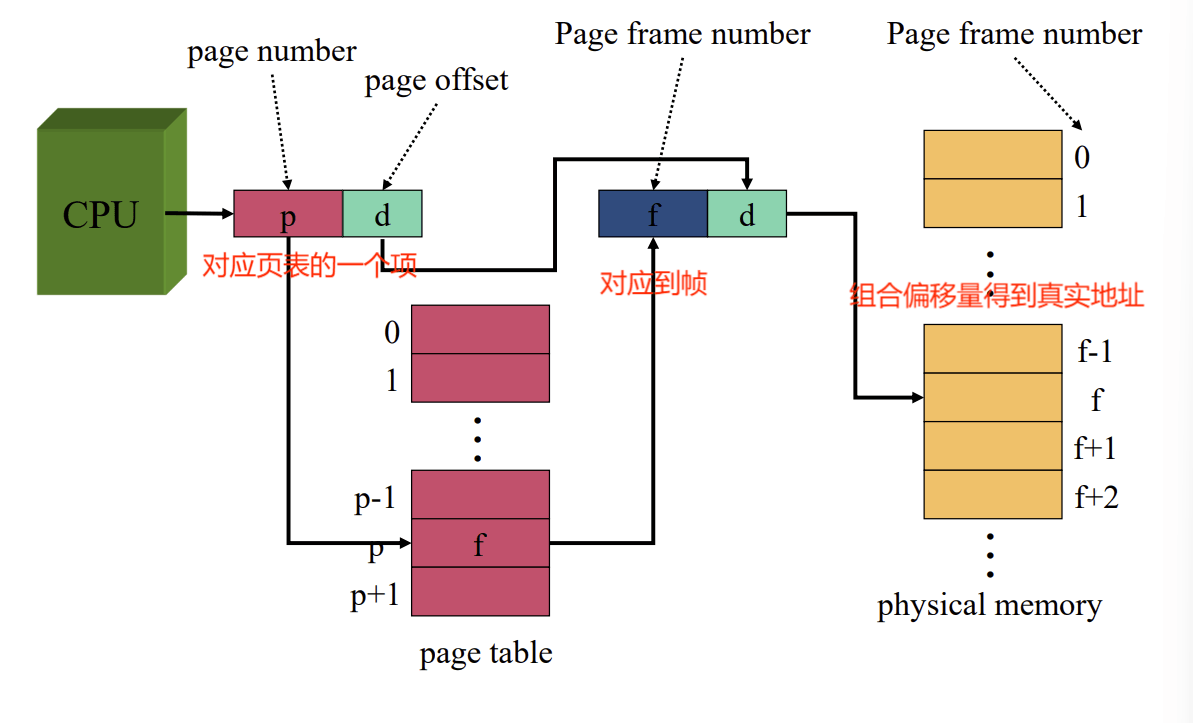 page number
page offset
Page frame number
Page frame number
CPU
p
d
f
d
对应页表的一个项
对应到帧
组合偏移量得到真实地址
0
1
p-1
p
f
p+1
page table
0
1
f-1
f
f+1
f+2
physical memory